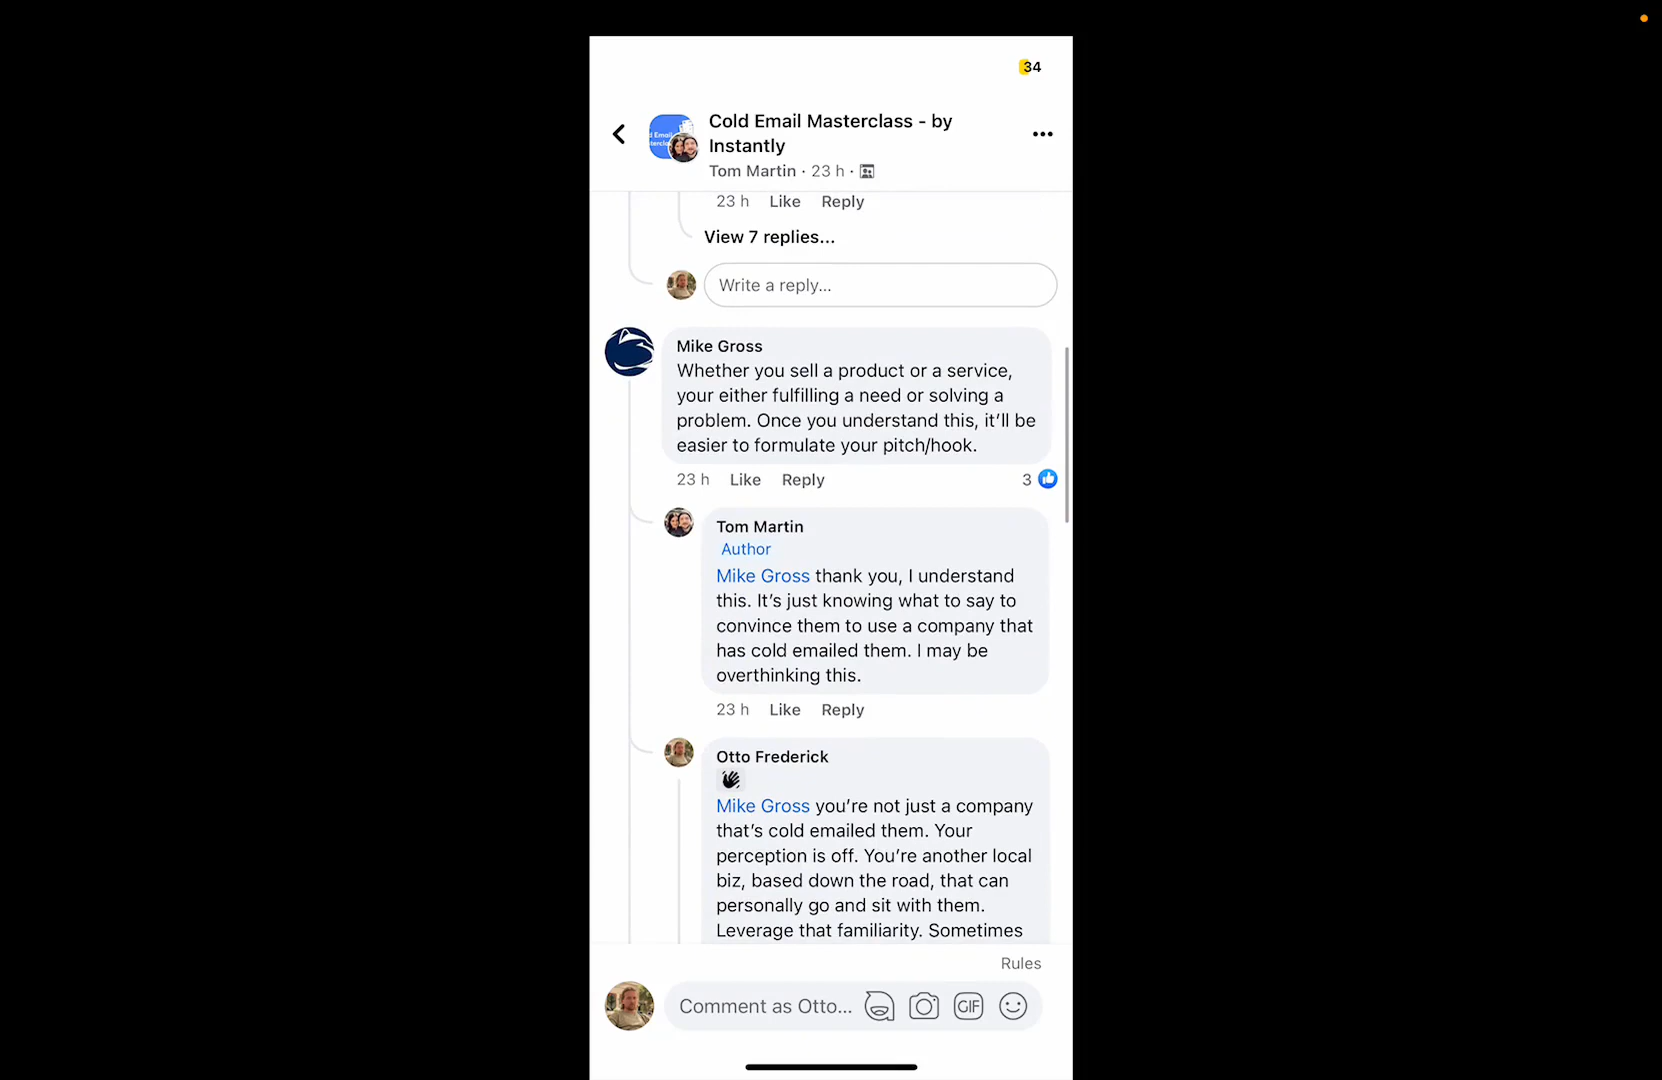 34
Cold Email Masterclass - by
Instantly
Tom Martin · 23 h ·
23 h Like Reply
View 7 replies...
Write a reply...
Mike Gross
Whether you sell a product or a service,
your either fulfilling a need or solving a
problem. Once you understand this, it’ll be
easier to formulate your pitch/hook.
23 h Like Reply 3
Tom Martin
Author
Mike Gross thank you, I understand
this. It’s just knowing what to say to
convince them to use a company that
has cold emailed them. I may be
overthinking this.
23 h Like Reply
Otto Frederick
Mike Gross you’re not just a company
that’s cold emailed them. Your
perception is off. You’re another local
biz, based down the road, that can
personally go and sit with them.
Leverage that familiarity. Sometimes
Rules
Comment as Otto...
GIF